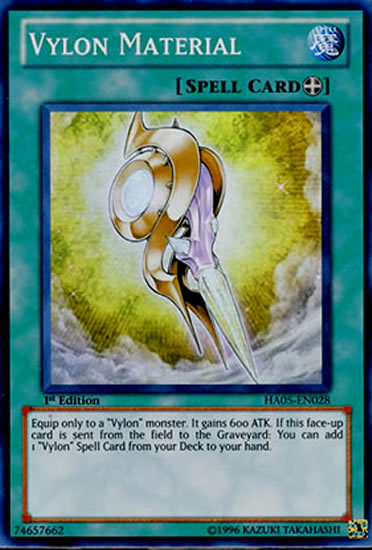 VYLON MATERIAL
魔
[SPELL CARD]
1st Edition
HA05-EN028
Equip only to a "Vylon" monster. It gains 600 ATK. If this face-up
card is sent from the field to the Graveyard: You can add
1 "Vylon" Spell Card from your Deck to your hand.
74657662
©1996 KAZUKI TAKAHASHI